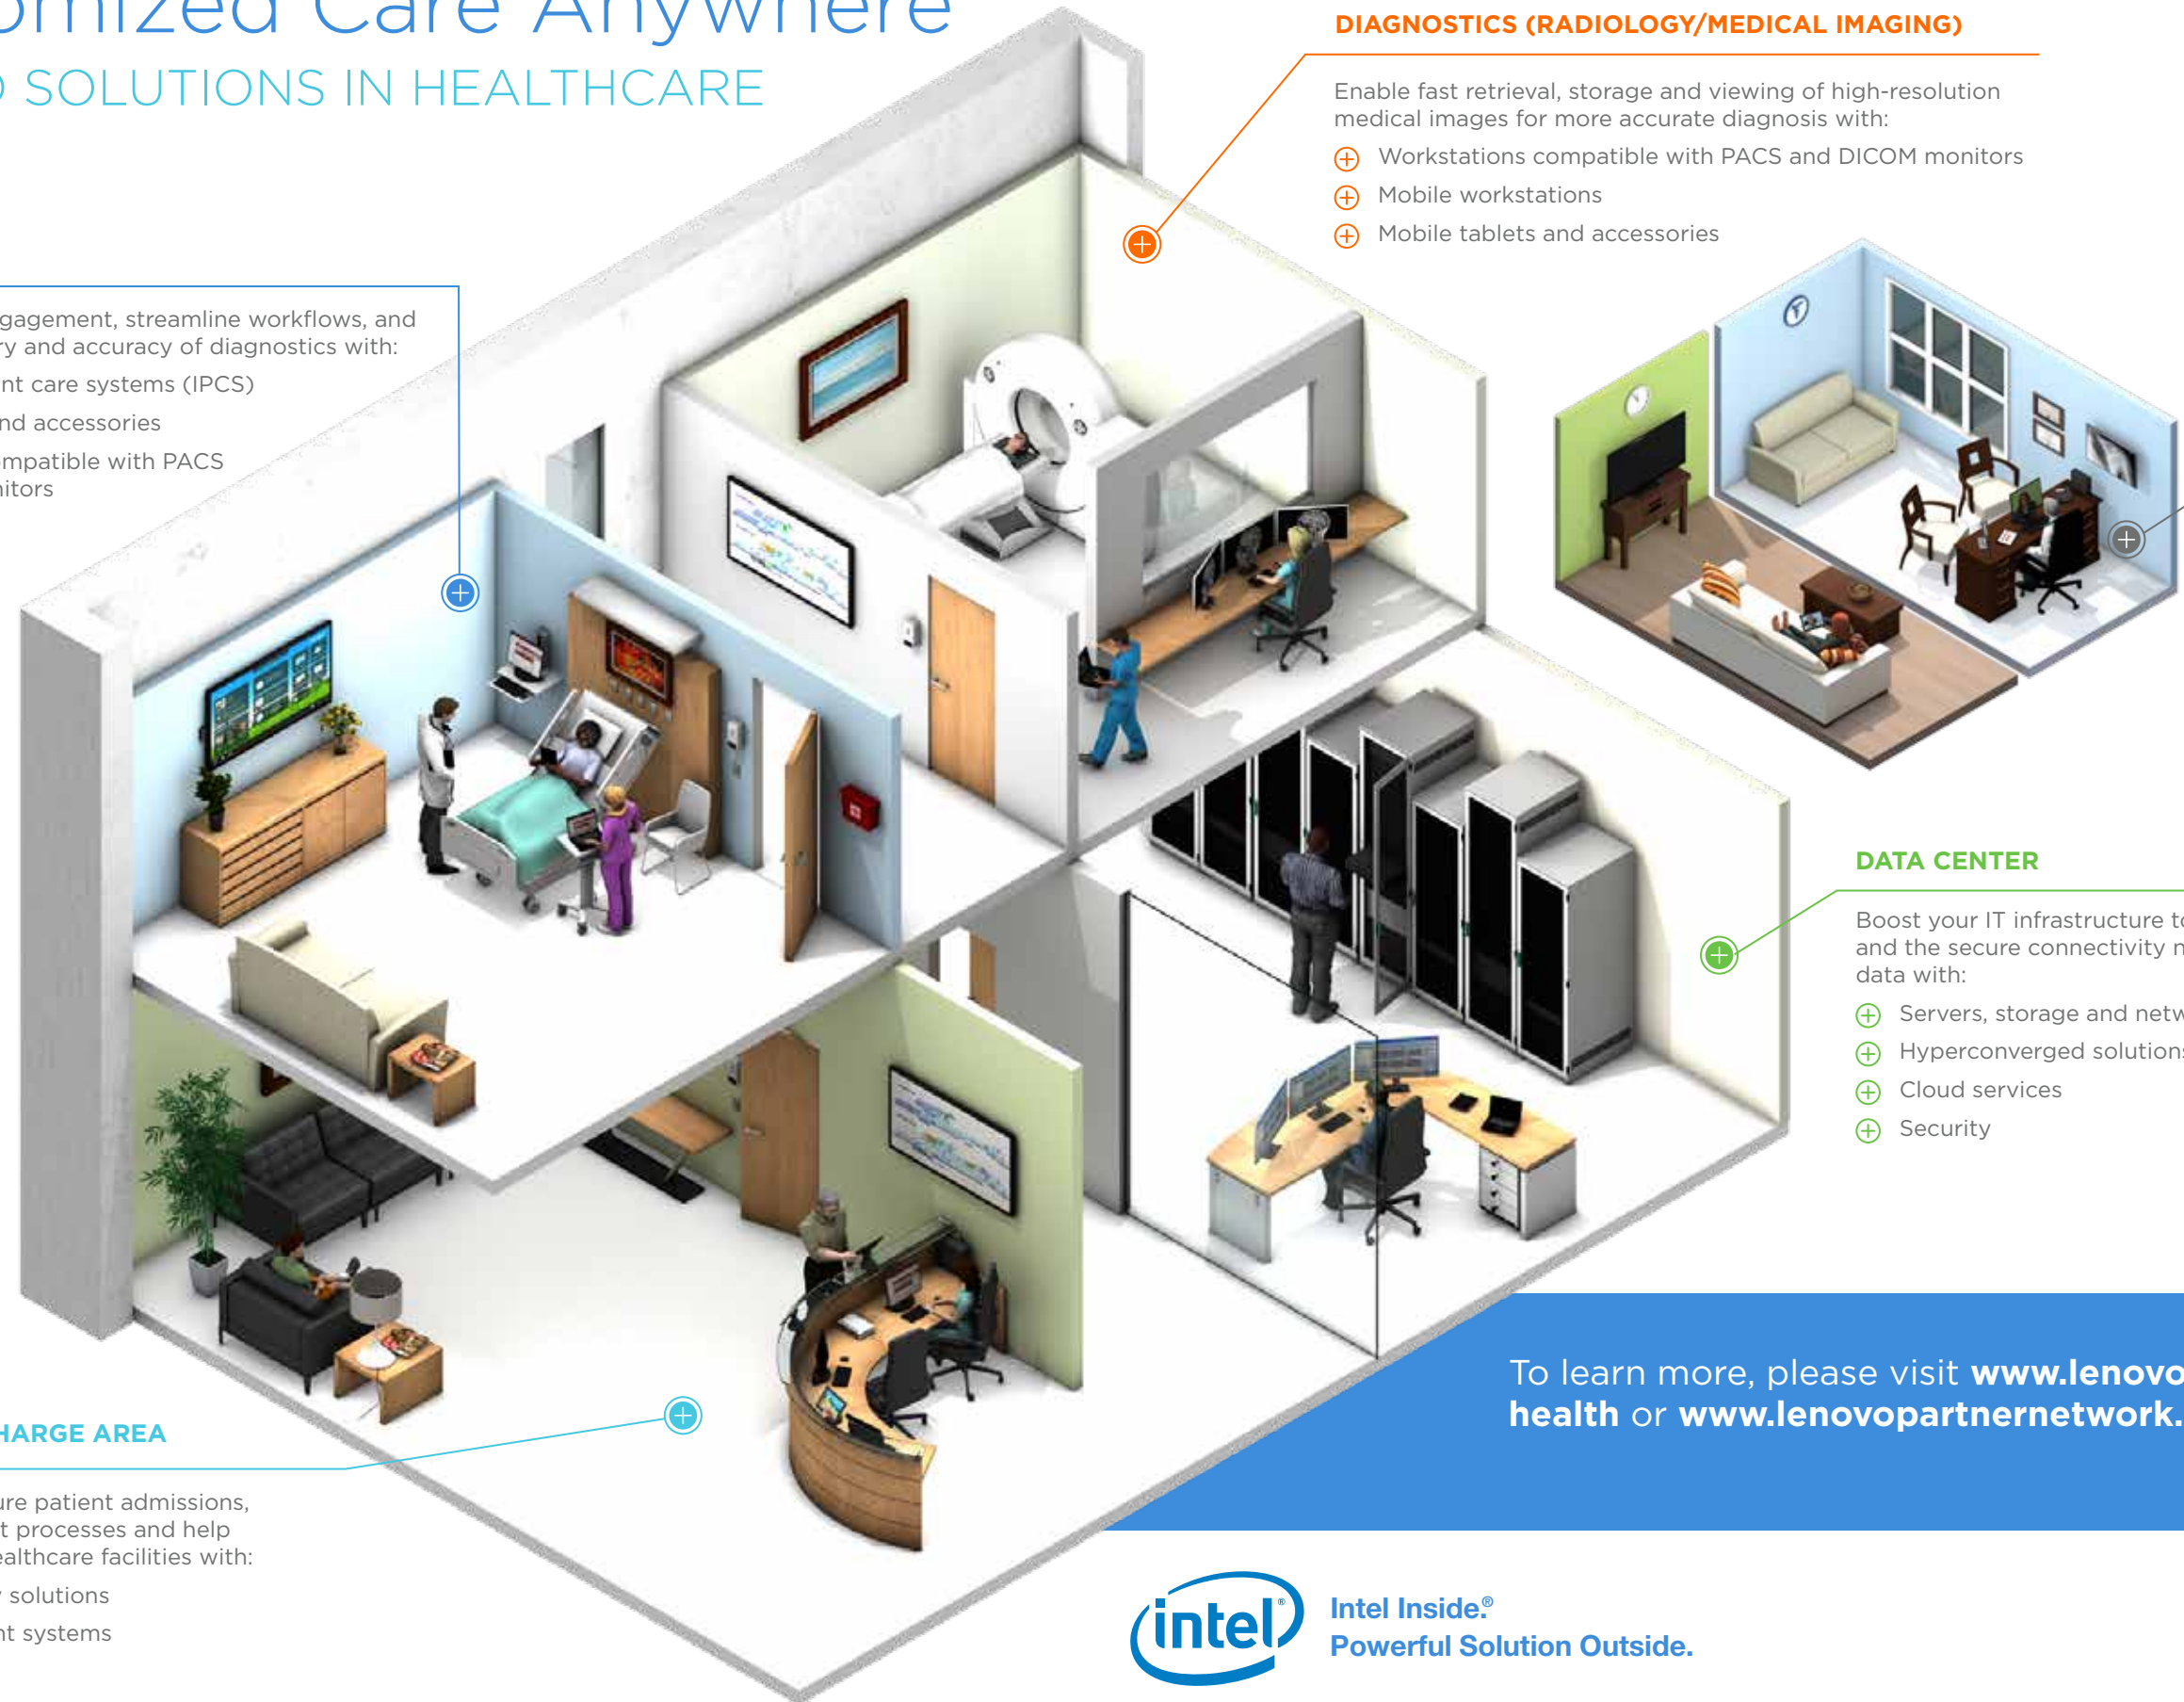 omized Care Anywhere
SOLUTIONS IN HEALTHCARE
DIAGNOSTICS (RADIOLOGY/MEDICAL IMAGING)
Enable fast retrieval, storage and viewing of high-resolution
medical images for more accurate diagnosis with:
Workstations compatible with PACS and DICOM monitors
Mobile workstations
Mobile tablets and accessories
gagement, streamline workflows, and
ry and accuracy of diagnostics with:
nt care systems (IPCS)
nd accessories
mpatible with PACS
nitors
DATA CENTER
Boost your IT infrastructure to
and the secure connectivity n
data with:
Servers, storage and netw
Hyperconverged solutions
Cloud services
Security
HARGE AREA
ure patient admissions,
t processes and help
ealthcare facilities with:
y solutions
nt systems
To learn more, please visit www.lenovo
health or www.lenovopartnernetwork.
intel®
Intel Inside.®
Powerful Solution Outside.